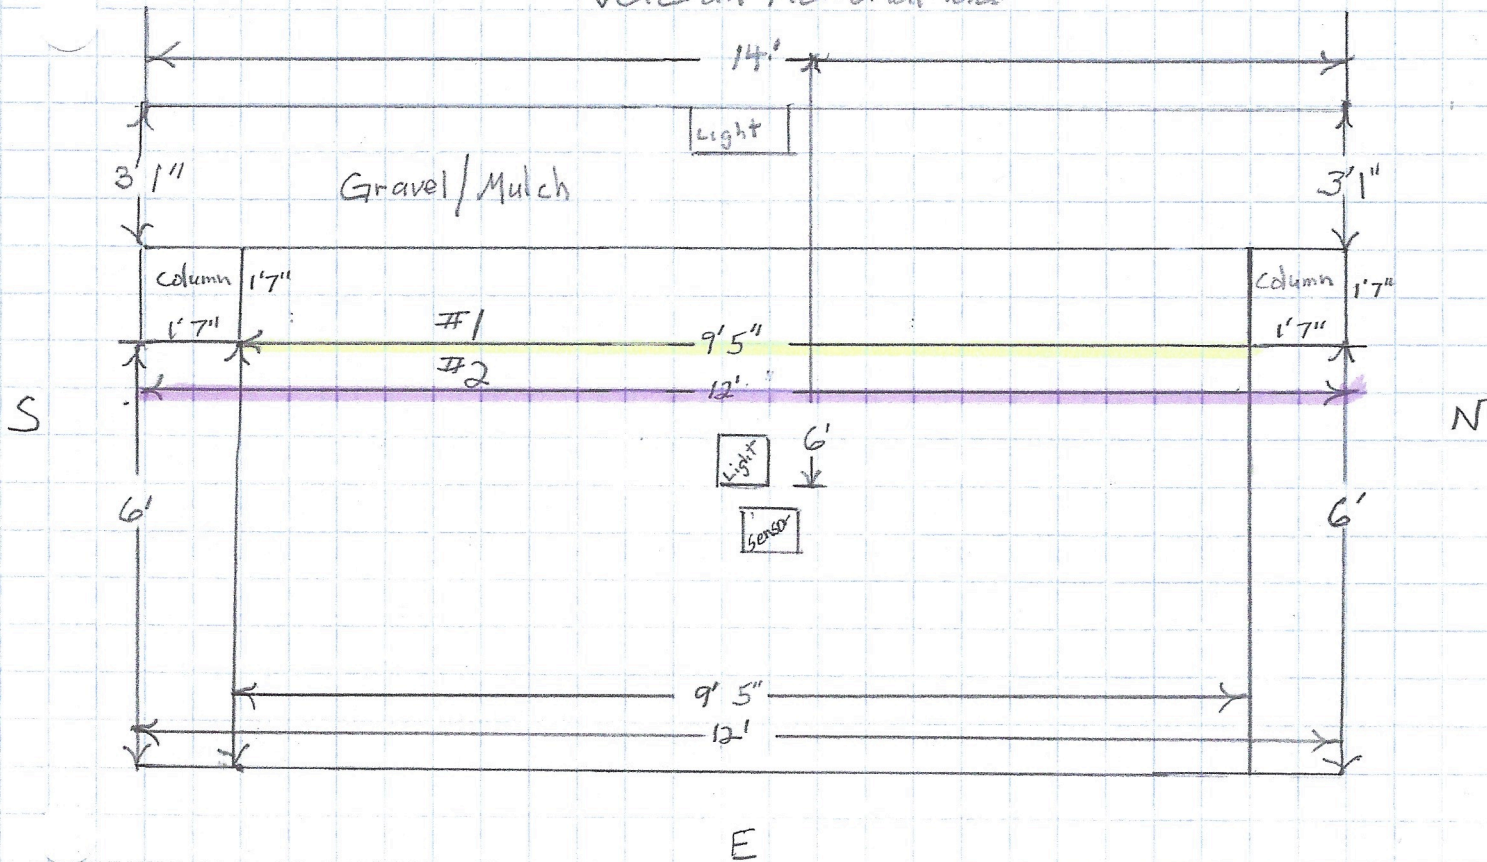 14'
Light
3'1"
Gravel/Mulch
3'1"
Column 1'7"
Column 1'7"
1'7"
#1
9'5"
1'7"
#2
12'
S
N
Light
6'
6'
Sensor
6'
9' 5"
12'
E